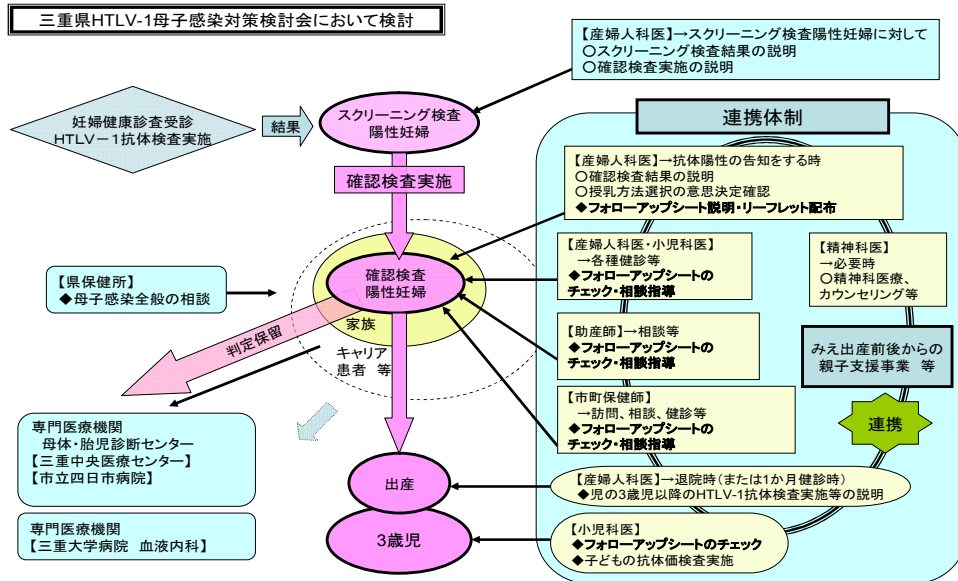 三重県HTLV-1母子感染対策検討会において検討
【産婦人科医】→スクリーニング検査陽性妊婦に対して
○スクリーニング検査結果の説明
○確認検査実施の説明
妊婦健康診査受診
HTLV－1抗体検査実施
結果
スクリーニング検査
陽性妊婦
連携体制
確認検査実施
【産婦人科医】→抗体陽性の告知をする時
○確認検査結果の説明
○授乳方法選択の意思決定確認
◆フォローアップシート説明・リーフレット配布
【産婦人科医・小児科医】
→各種健診等
◆フォローアップシートの
チェック・相談指導
【精神科医】
→必要時
○精神科医療、
カウンセリング等
【県保健所】
◆母子感染全般の相談
確認検査
陽性妊婦
家族
判定保留
キャリア
患者 等
【助産師】→相談等
◆フォローアップシートの
チェック・相談指導
みえ出産前後からの
親子支援事業 等
【市町保健師】
→訪問、相談、健診等
◆フォローアップシートの
チェック・相談指導
連携
専門医療機関
母体・胎児診断センター
【三重中央医療センター】
【市立四日市病院】
出産
【産婦人科医】→退院時(または1か月健診時)
◆児の3歳児以降のHTLV-1抗体検査実施等の説明
専門医療機関
【三重大学病院 血液内科】
3歳児
【小児科医】
◆フォローアップシートのチェック
◆子どもの抗体価検査実施